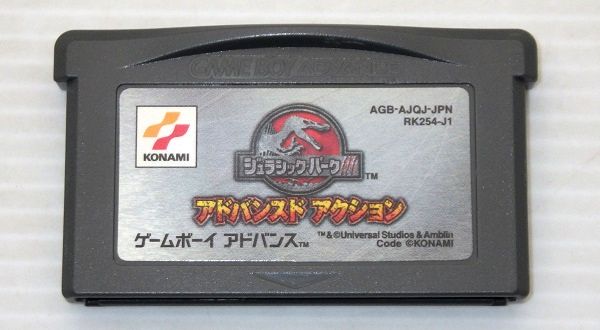 GAME BOY ADVANCE
KONAMI
AGB-AJQJ-JPN
RK254-J1
ジュラシック・パークIII
TM
アドバンスド アクション
ゲームボーイ アドバンス TM
TM&©Universal Studios & Amblin
Code ©KONAMI